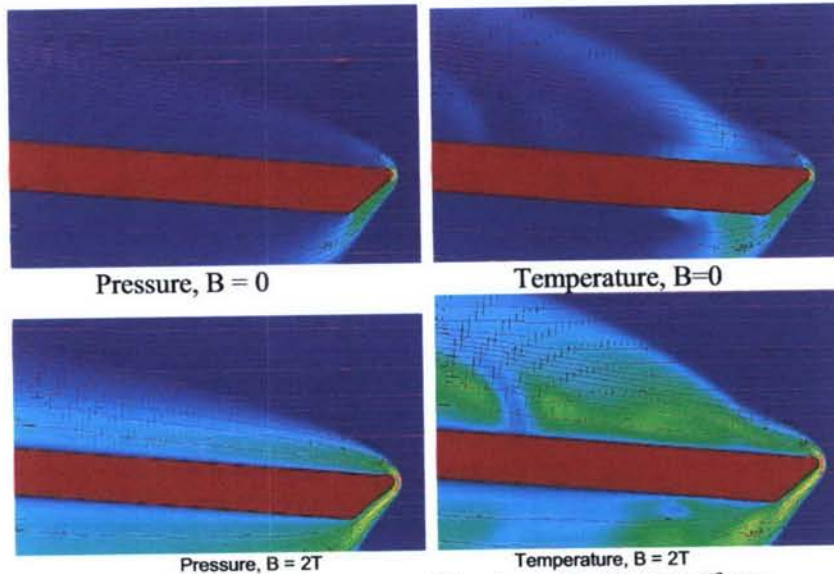 Pressure, B = 0
Temperature, B=0
Pressure, B = 2T
Temperature, B = 2T